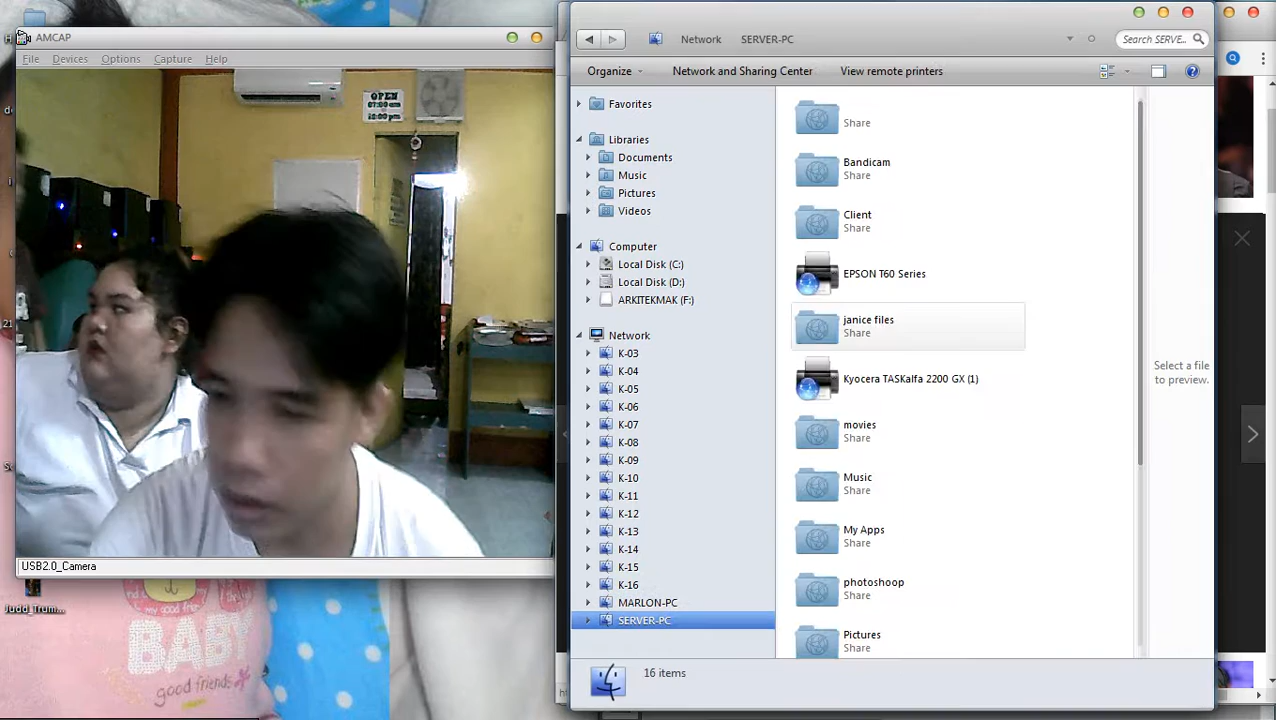 AMCAP
File Devices Options Capture Help
OPEN
07:00 am
10:00 pm
USB2.0_Camera
Judd_Trum...
BABY
good friends
Network SERVER-PC
Search SERVE...
Organize Network and Sharing Center View remote printers
Favorites
Libraries
Documents
Music
Pictures
Videos
Computer
Local Disk (C:)
Local Disk (D:)
ARKITEKMAK (F:)
Network
K-03
K-04
K-05
K-06
K-07
K-08
K-09
K-10
K-11
K-12
K-13
K-14
K-15
K-16
MARLON-PC
SERVER-PC
Share
Bandicam
Share
Client
Share
EPSON T60 Series
janice files
Share
Kyocera TASKalfa 2200 GX (1)
movies
Share
Music
Share
My Apps
Share
photoshoop
Share
Pictures
Share
Select a file
to preview.
16 items